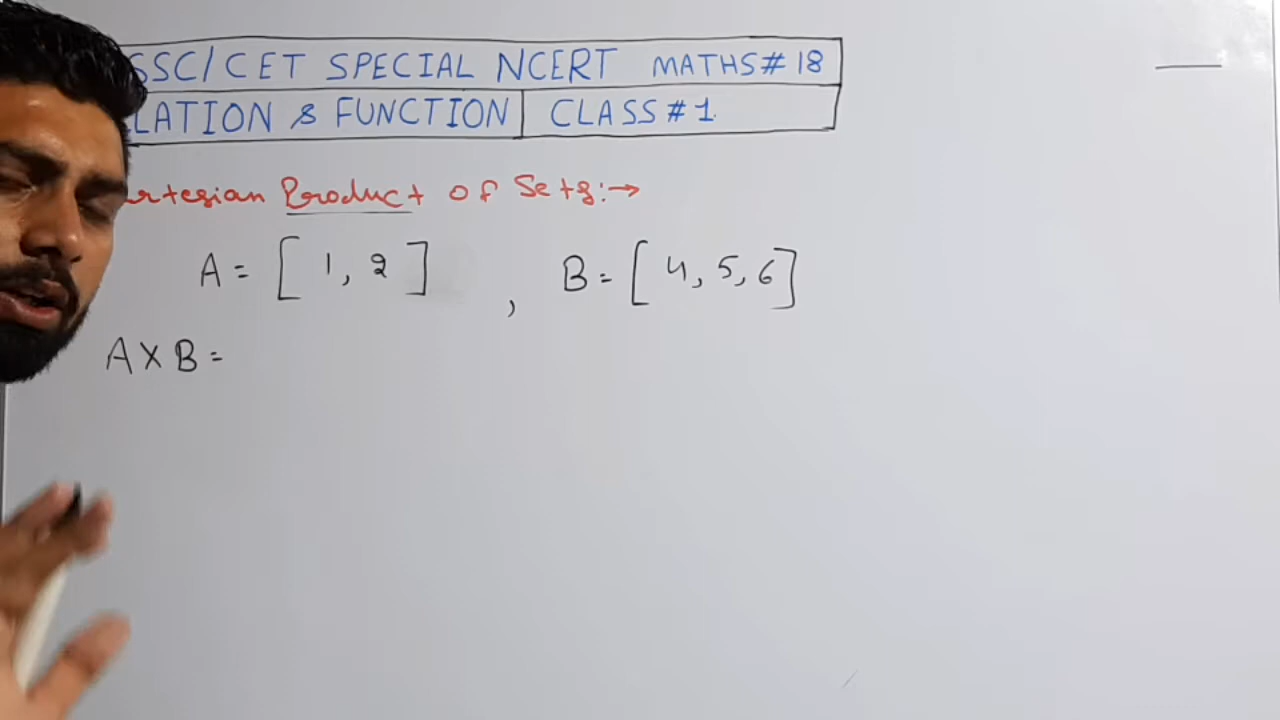 SSC/CET SPECIAL NCERT MATHS#18
LATION & FUNCTION CLASS#1
rtesian Product of Sets:→
A = [ 1, 2 ] , B = [ 4, 5, 6 ]
A X B =